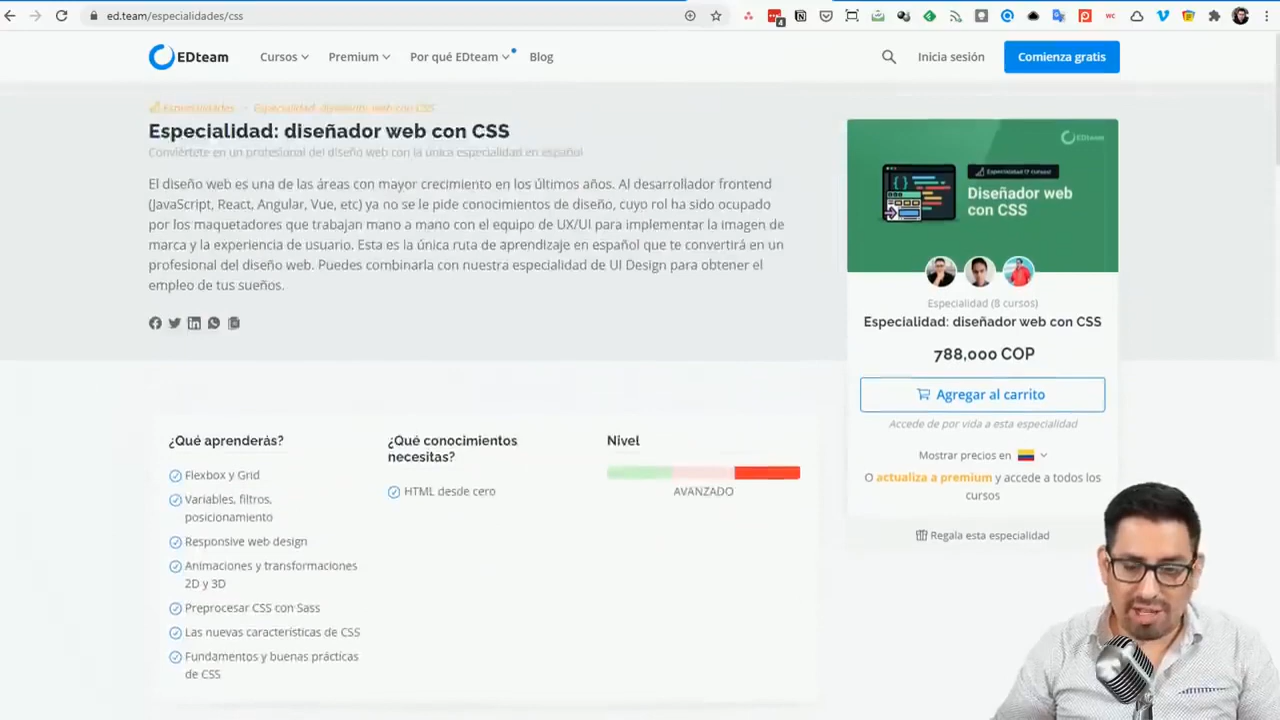 ed.team/especialidades/css
4
WC
EDteam
Cursos
Premium
Por qué EDteam
Blog
Inicia sesión
Comienza gratis
Especialidades
Especialidad: diseñador web con CSS
Especialidad: diseñador web con CSS
Conviértete en un profesional del diseño web con la única especialidad en español
El diseño web es una de las áreas con mayor crecimiento en los últimos años. Al desarrollador frontend
(JavaScript, React, Angular, Vue, etc) ya no se le pide conocimientos de diseño, cuyo rol ha sido ocupado
por los maquetadores que trabajan mano a mano con el equipo de UX/UI para implementar la imagen de
marca y la experiencia de usuario. Esta es la única ruta de aprendizaje en español que te convertirá en un
profesional del diseño web. Puedes combinarla con nuestra especialidad de UI Design para obtener el
empleo de tus sueños.
EDteam
Especialidad (7 cursos)
Diseñador web
con CSS
Especialidad (8 cursos)
Especialidad: diseñador web con CSS
788,000 COP
Agregar al carrito
Accede de por vida a esta especialidad
Mostrar precios en
O actualiza a premium y accede a todos los
cursos
Regala esta especialidad
¿Qué aprenderás?
Flexbox y Grid
Variables, filtros,
posicionamiento
Responsive web design
Animaciones y transformaciones
2D y 3D
Preprocesar CSS con Sass
Las nuevas características de CSS
Fundamentos y buenas prácticas
de CSS
¿Qué conocimientos
necesitas?
HTML desde cero
Nivel
AVANZADO